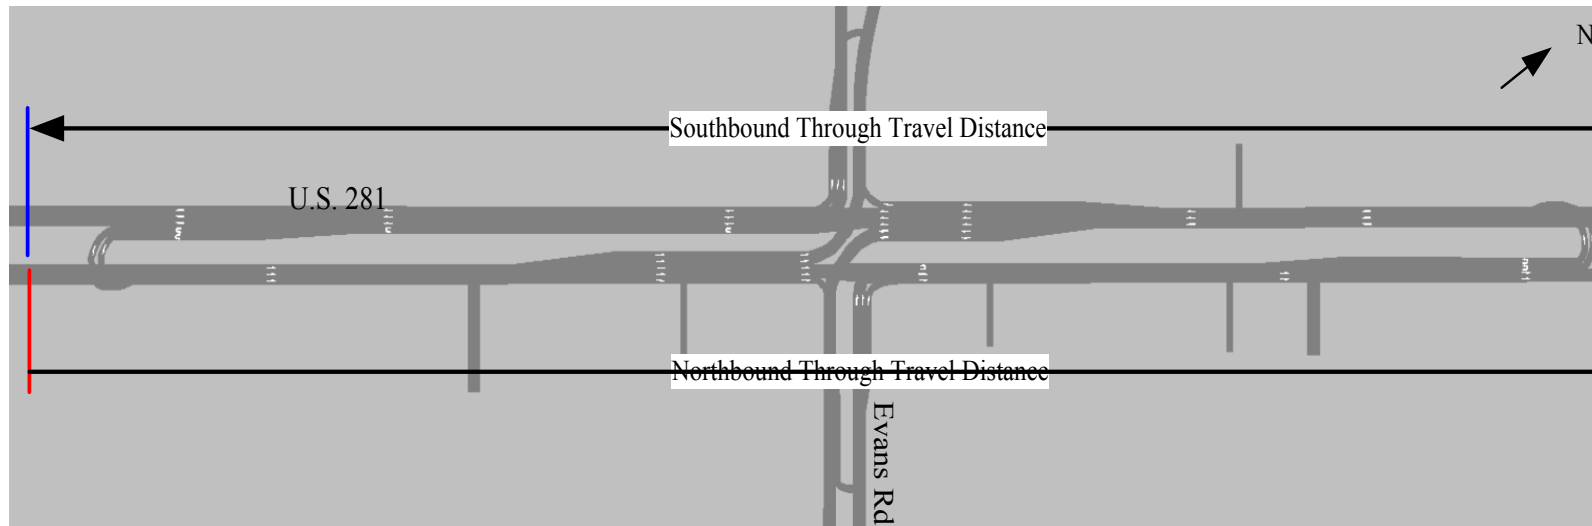 N
Southbound Through Travel Distance
U.S. 281
Northbound Through Travel Distance
Evans Rd